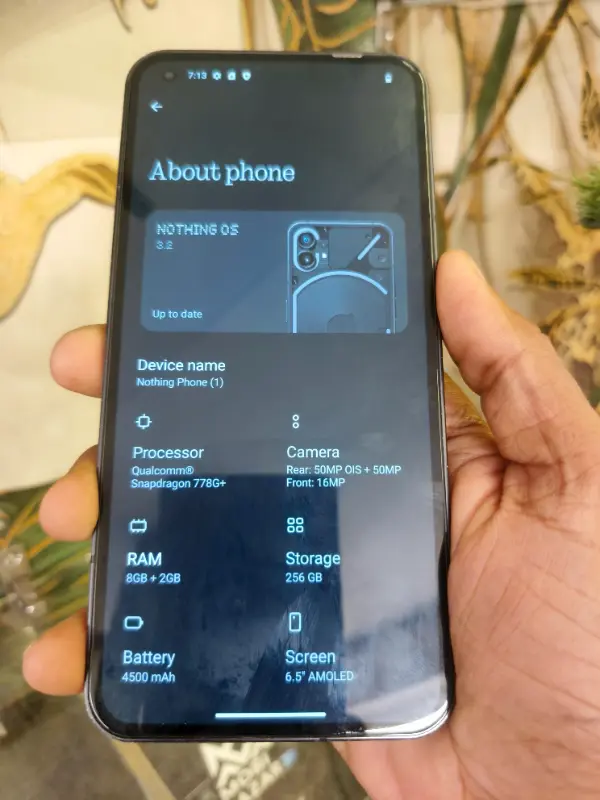 7:13
About phone
NOTHING OS
3.2
Up to date
Device name
Nothing Phone (1)
Processor
Qualcomm®
Snapdragon 778G+
Camera
Rear: 50MP OIS + 50MP
Front: 16MP
RAM
8GB + 2GB
Storage
256 GB
Battery
4500 mAh
Screen
6.5" AMOLED